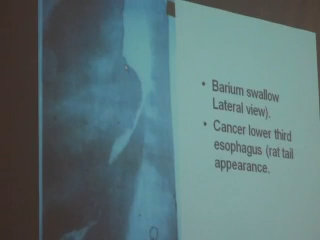 • Barium swallow
Lateral view).
• Cancer lower third
esophagus (rat tail
appearance.